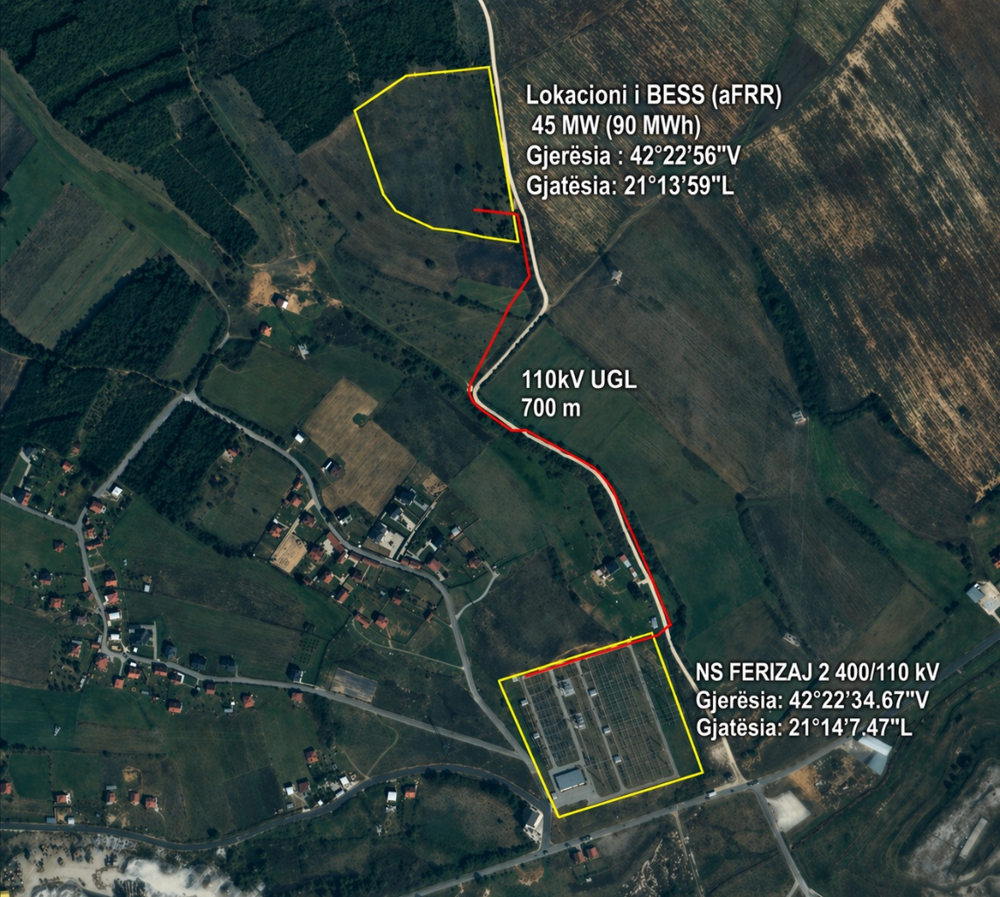 Lokacioni i BESS (aFRR)
45 MW (90 MWh)
Gjerësia : 42°22’56"V
Gjatësia: 21°13’59"L
110kV UGL
700 m
NS FERIZAJ 2 400/110 kV
Gjerësia: 42°22’34.67"V
Gjatësia: 21°14’7.47"L